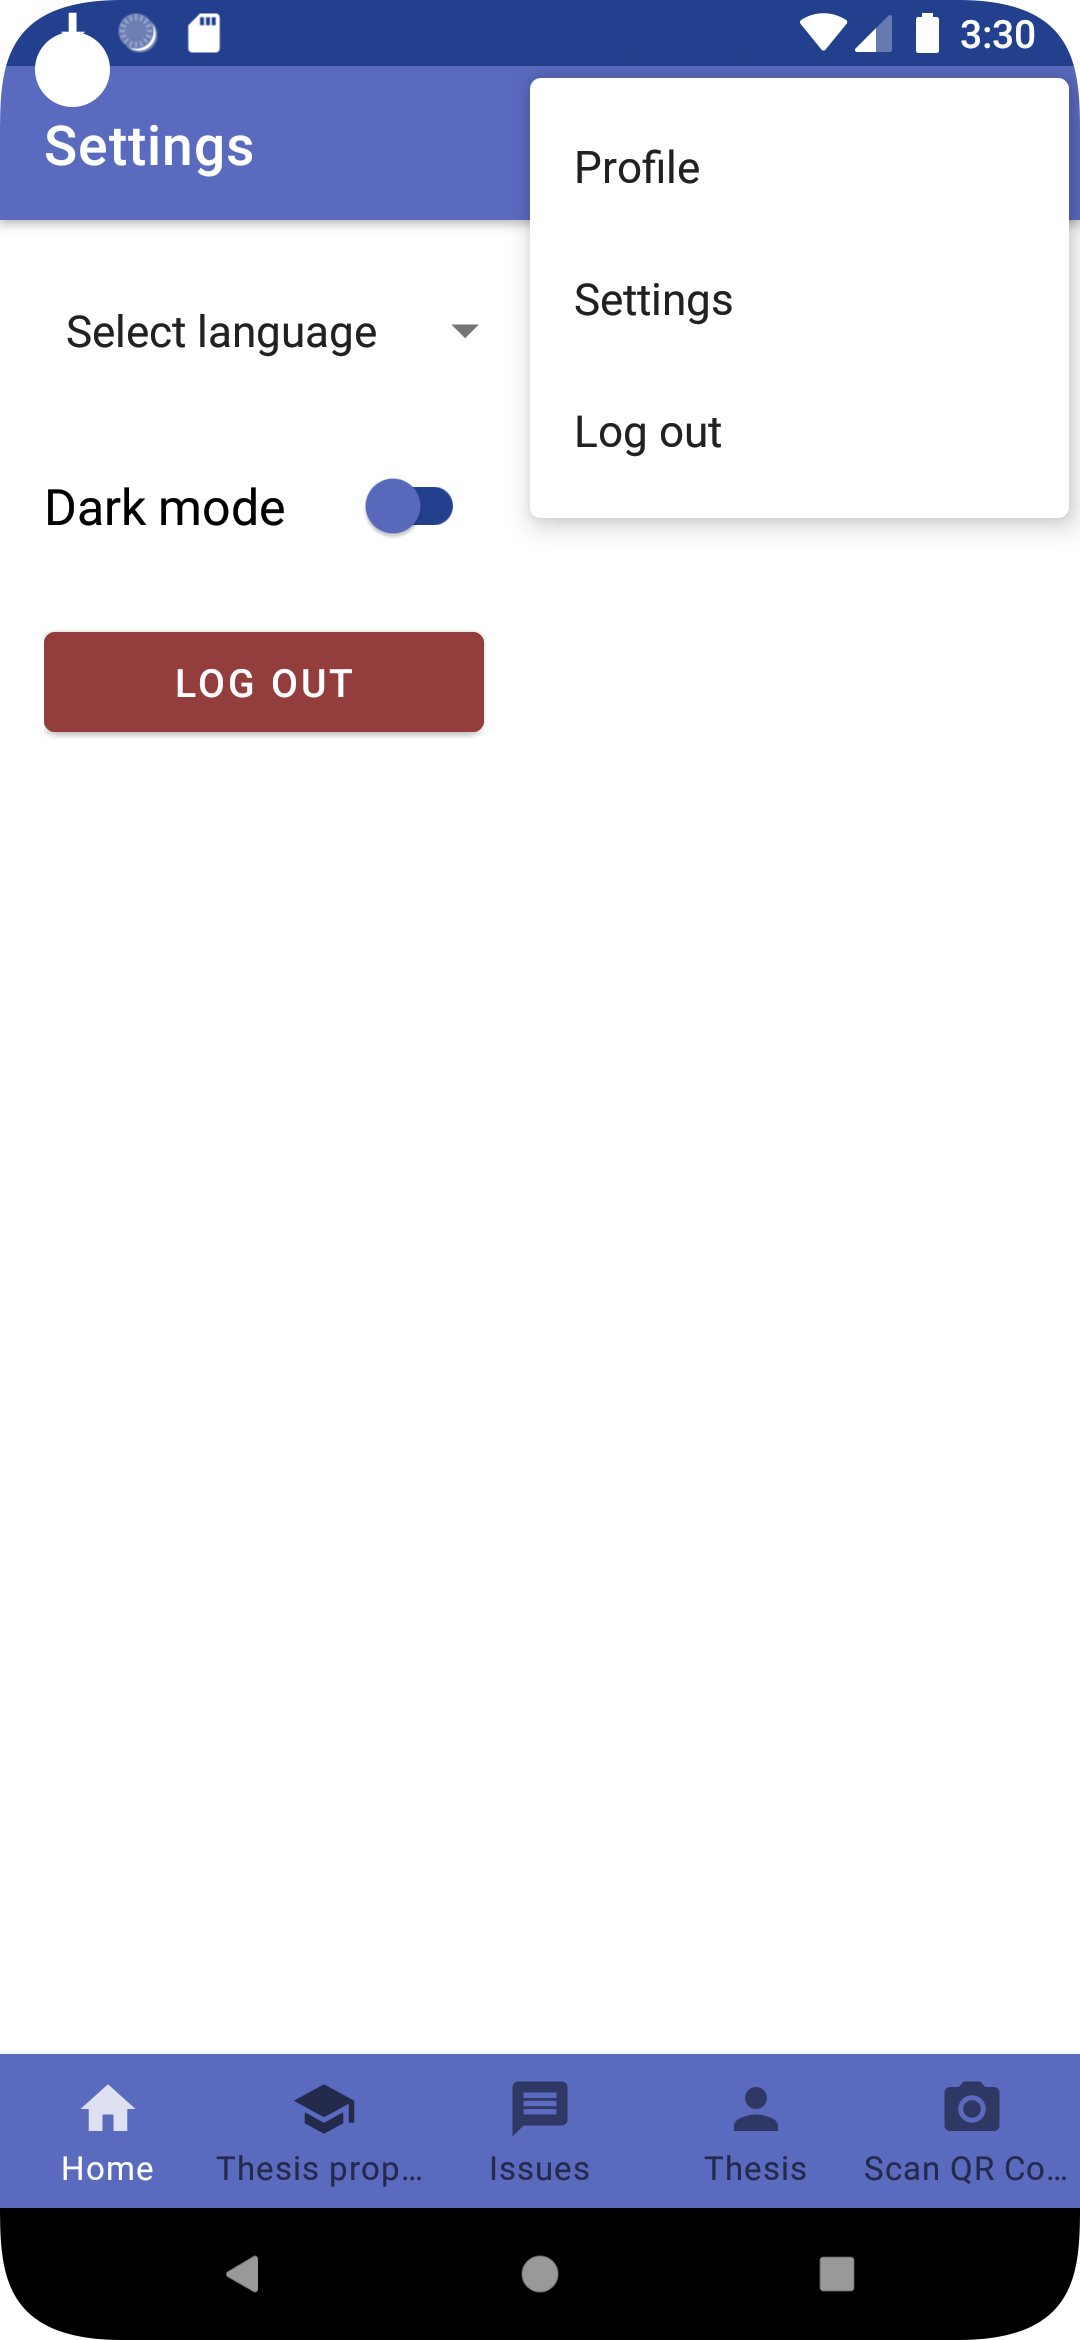 3:30
Settings
Profile
Settings
Log out
Select language
Dark mode
LOG OUT
Home
Thesis prop...
Issues
Thesis
Scan QR Co...